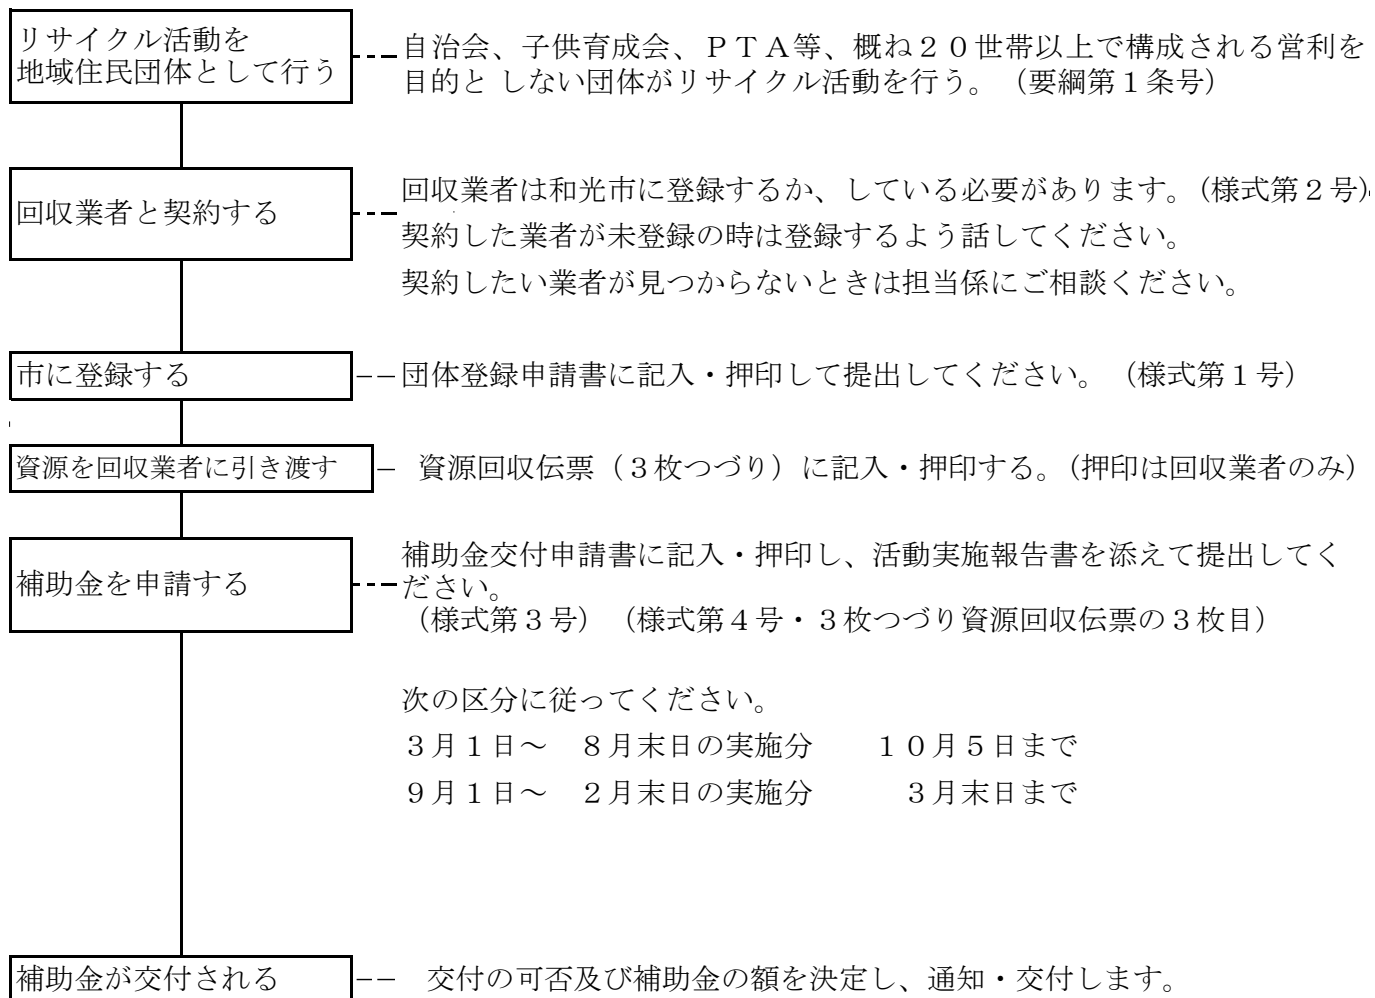 リサイクル活動を
地域住民団体として行う
自治会、子供育成会、ＰＴＡ等、概ね２０世帯以上で構成される営利を
目的と しない団体がリサイクル活動を行う。（要綱第１条号）
回収業者と契約する
回収業者は和光市に登録するか、している必要があります。（様式第２号）
契約した業者が未登録の時は登録するよう話してください。
契約したい業者が見つからないときは担当係にご相談ください。
市に登録する
団体登録申請書に記入・押印して提出してください。（様式第１号）
資源を回収業者に引き渡す
資源回収伝票（３枚つづり）に記入・押印する。（押印は回収業者のみ）
補助金を申請する
補助金交付申請書に記入・押印し、活動実施報告書を添えて提出してく
ださい。
（様式第３号）（様式第４号・３枚つづり資源回収伝票の３枚目）
次の区分に従ってください。
３月１日～　８月末日の実施分　　１０月５日まで
９月１日～　２月末日の実施分　　　３月末日まで
補助金が交付される
交付の可否及び補助金の額を決定し、通知・交付します。